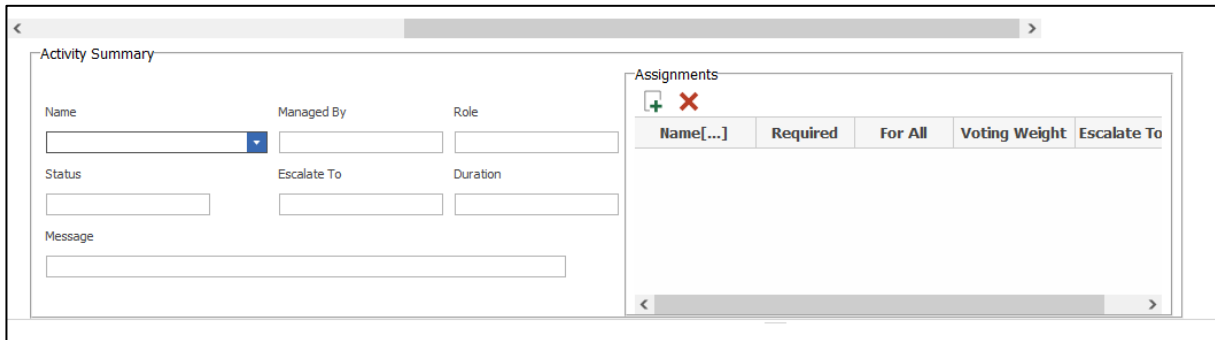 Activity Summary
Name
Managed By
Role
Status
Escalate To
Duration
Message
Assignments
Name[...] Required For All Voting Weight Escalate To